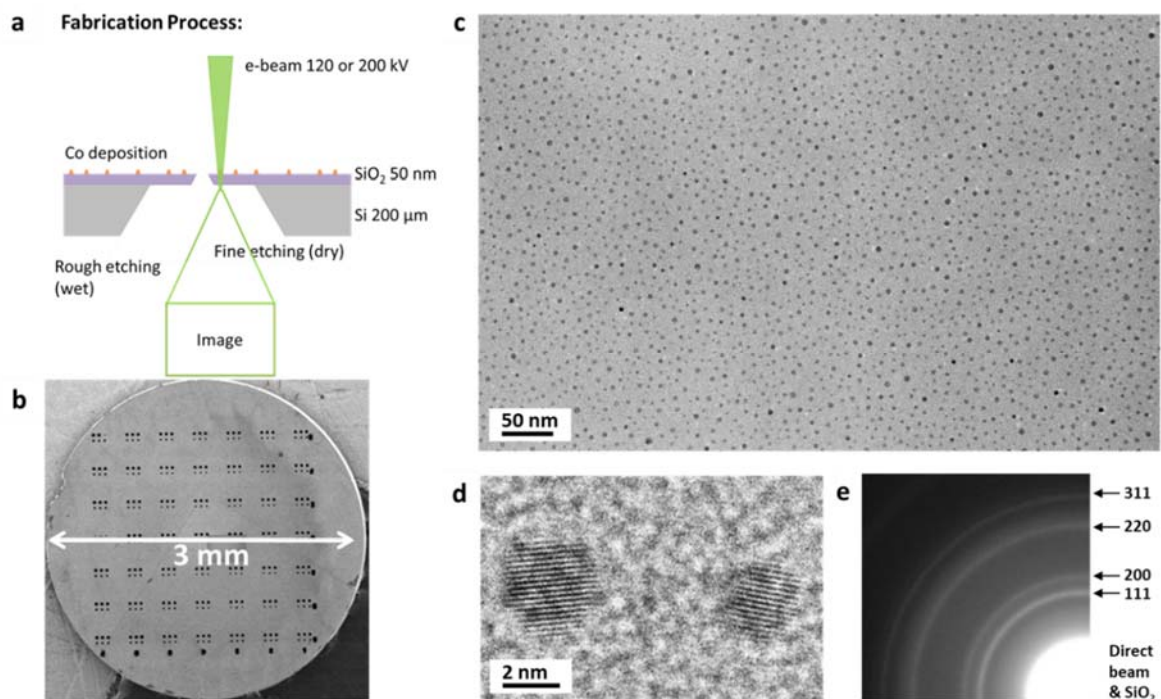 a Fabrication Process:
e-beam 120 or 200 kV
Co deposition
SiO₂ 50 nm
Si 200 µm
Fine etching (dry)
Rough etching
(wet)
Image
b
3 mm
c
50 nm
d
2 nm
e
311
220
200
111
Direct
beam
& SiO₂